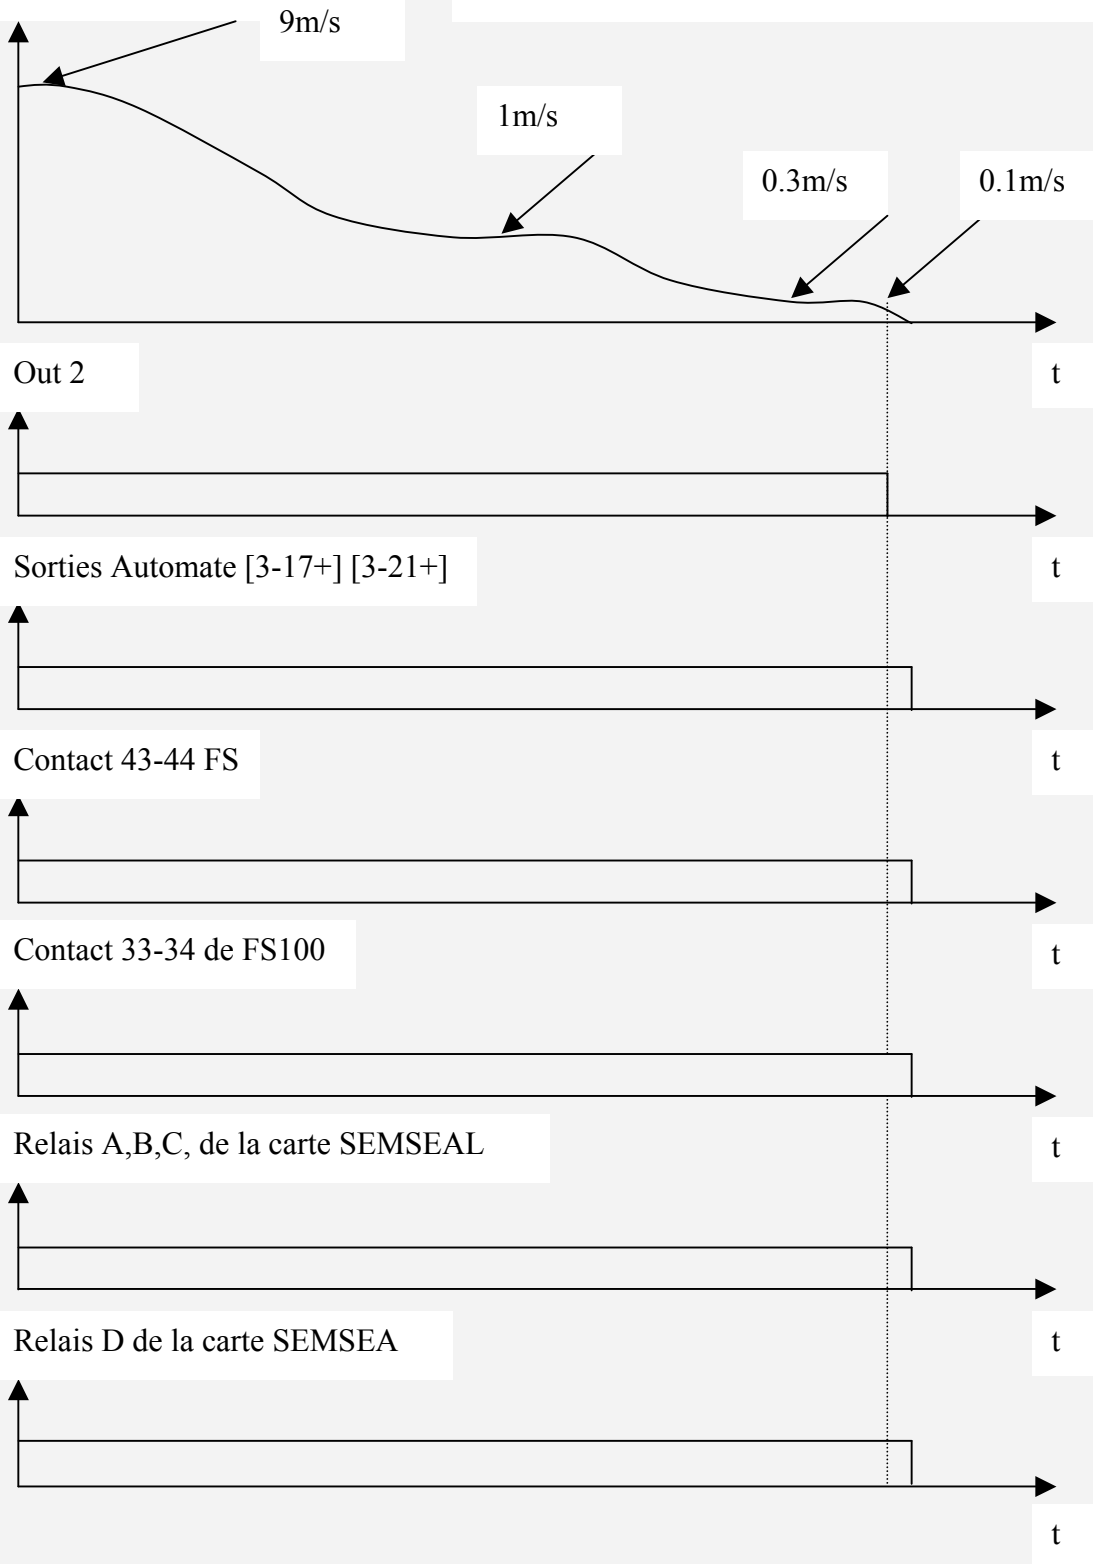 9m/s
1m/s
0.3m/s
0.1m/s
t
Out 2
t
Sorties Automate [3-17+] [3-21+]
t
Contact 43-44 FS
t
Contact 33-34 de FS100
t
Relais A,B,C, de la carte SEMSEAL
t
Relais D de la carte SEMSEA
t